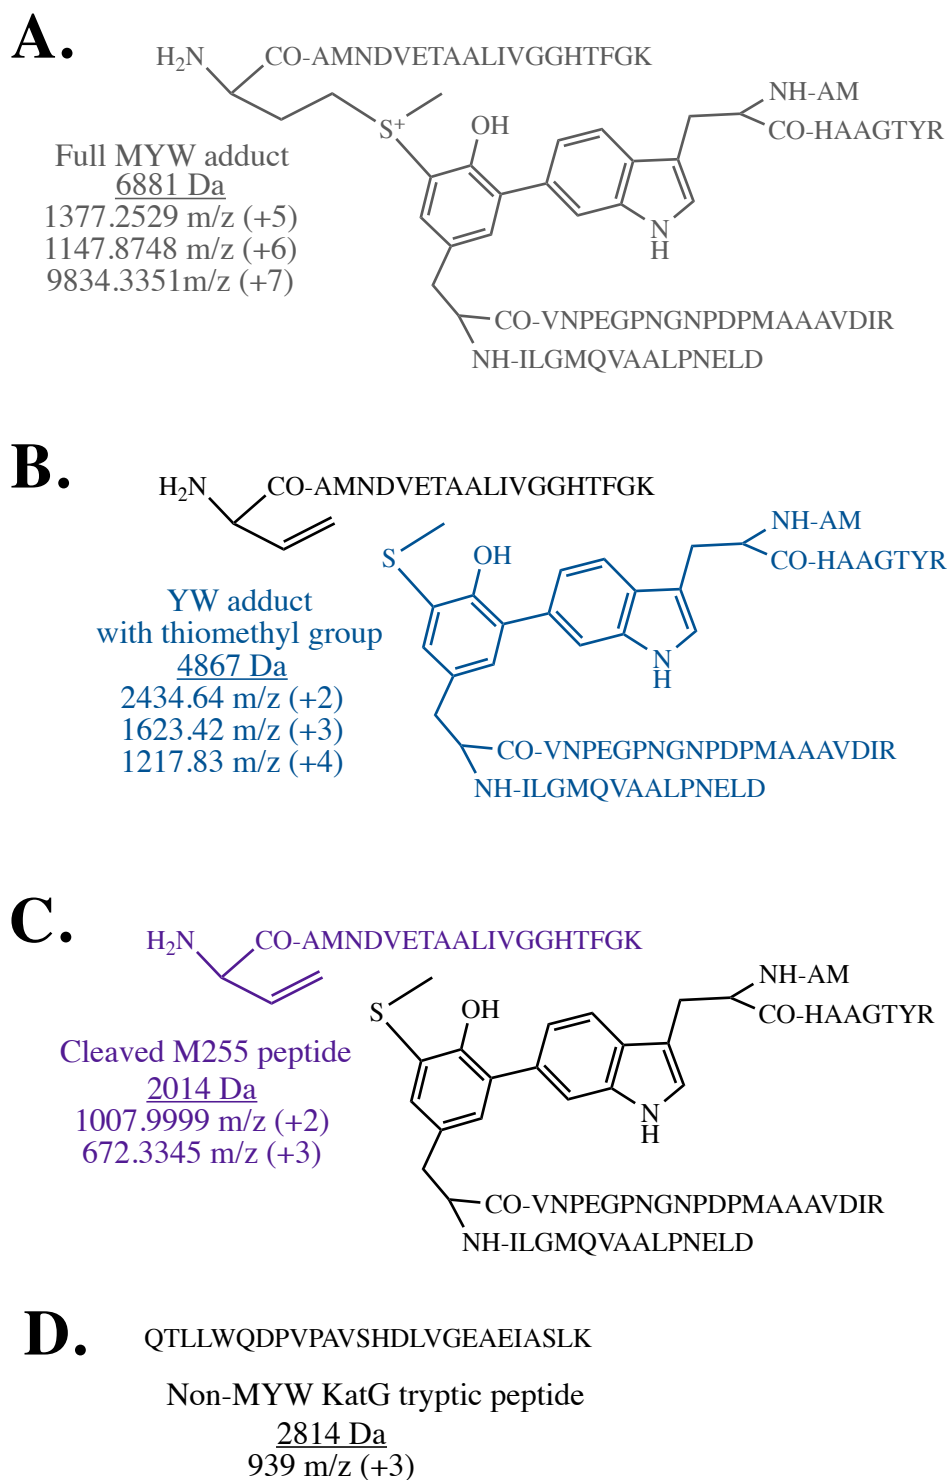 A.
H₂N CO-AMNDVETAALIVGGHTFGK
NH-AM
S⁺ OH
CO-HAAGTYR
Full MYW adduct
6881 Da
1377.2529 m/z (+5)
1147.8748 m/z (+6)
9834.3351m/z (+7)
N
H
CO-VNPEGPNGNPDPMAAAVDIR
NH-ILGMQVAALPNELD
B.
H₂N CO-AMNDVETAALIVGGHTFGK
NH-AM
S OH
CO-HAAGTYR
YW adduct
with thiomethyl group
4867 Da
2434.64 m/z (+2)
1623.42 m/z (+3)
1217.83 m/z (+4)
N
H
CO-VNPEGPNGNPDPMAAAVDIR
NH-ILGMQVAALPNELD
C.
H₂N CO-AMNDVETAALIVGGHTFGK
NH-AM
S OH
CO-HAAGTYR
Cleaved M255 peptide
2014 Da
1007.9999 m/z (+2)
672.3345 m/z (+3)
N
H
CO-VNPEGPNGNPDPMAAAVDIR
NH-ILGMQVAALPNELD
D.
QTLLWQDPVPAVSHDLVGEAEIASLK
Non-MYW KatG tryptic peptide
2814 Da
939 m/z (+3)